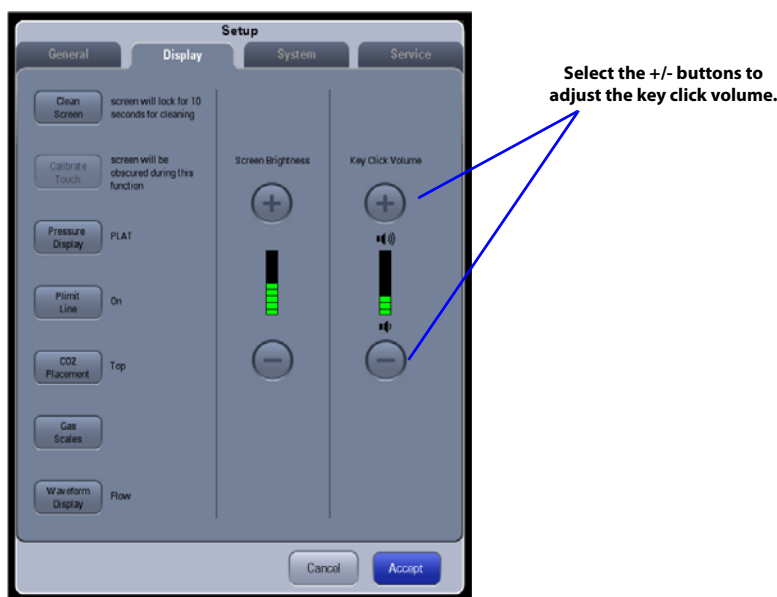 Setup
General
Display
System
Service
Select the +/- buttons to
adjust the key click volume.
Clean
Screen
screen will lock for 10
seconds for cleaning
Calibrate
Touch
screen will be
obscured during this
function
Pressure
Display
PLAT
Plimit
Line
On
CO2
Placement
Top
Gas
Scales
Waveform
Display
Flow
Screen Brightness
Key Click Volume
Cancel
Accept